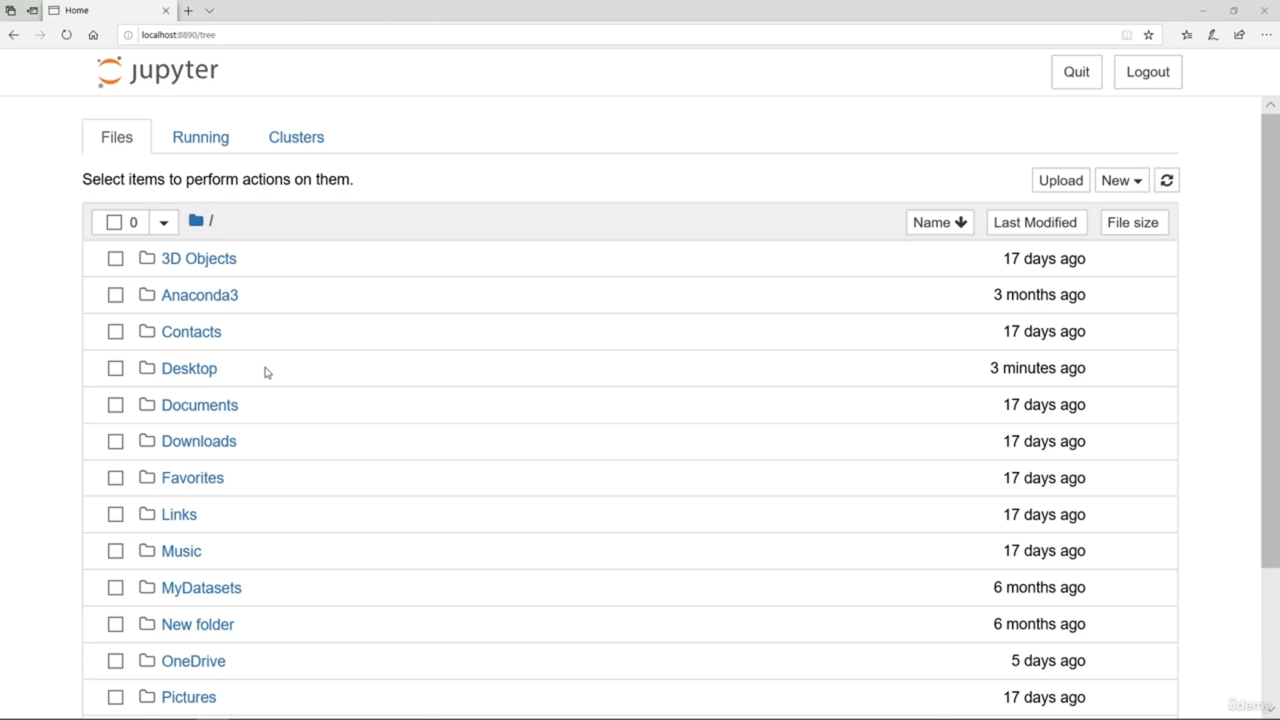 Home
localhost:8890/tree
jupyter
Quit
Logout
Files
Running
Clusters
Select items to perform actions on them.
Upload
New
0
/
Name
Last Modified
File size
3D Objects 17 days ago
Anaconda3 3 months ago
Contacts 17 days ago
Desktop 3 minutes ago
Documents 17 days ago
Downloads 17 days ago
Favorites 17 days ago
Links 17 days ago
Music 17 days ago
MyDatasets 6 months ago
New folder 6 months ago
OneDrive 5 days ago
Pictures 17 days ago
ûdemy